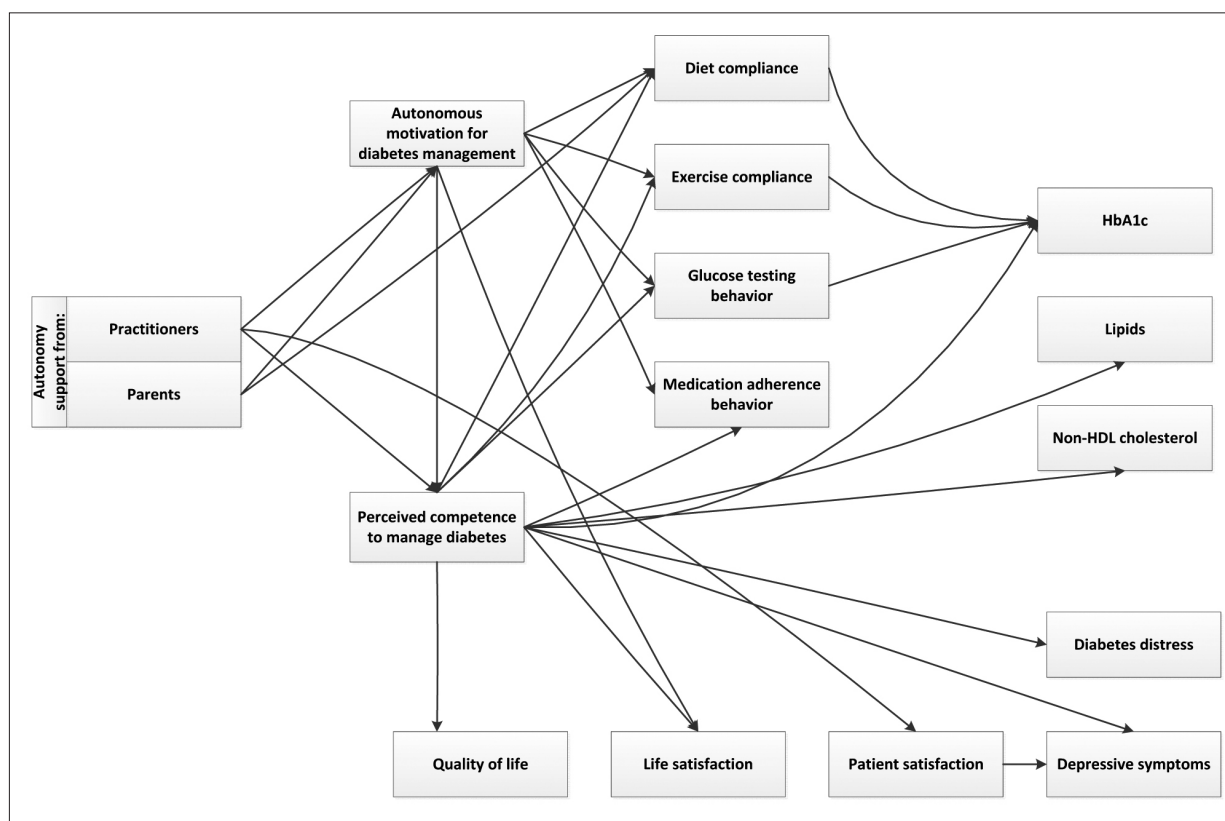 Diet compliance
Autonomous
motivation for
diabetes management
Exercise compliance
HbA1c
Glucose testing
behavior
Autonomy
support from:
Practitioners
Parents
Lipids
Medication adherence
behavior
Non-HDL cholesterol
Perceived competence
to manage diabetes
Diabetes distress
Quality of life
Life satisfaction
Patient satisfaction
Depressive symptoms